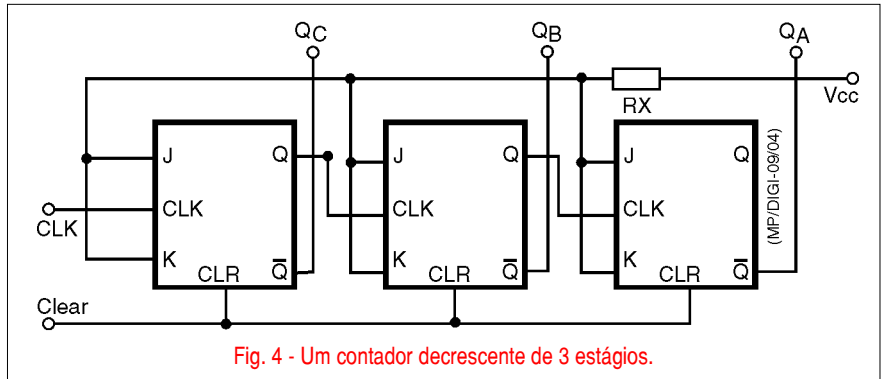 QC QB QA
RX Vcc
J Q J Q J Q
CLK CLK CLK
CLK
K K K
CLR Q̅ CLR Q̅ CLR Q̅
(MP/DIGI-09/04)
Clear
Fig. 4 - Um contador decrescente de 3 estágios.